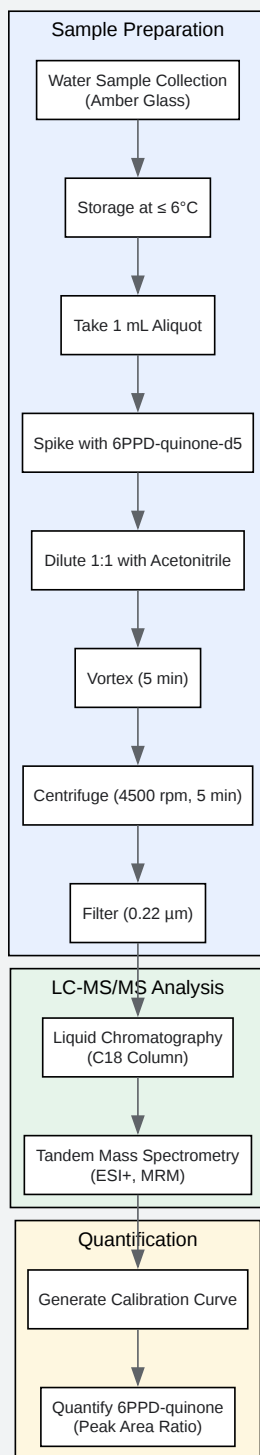 Sample Preparation
Water Sample Collection
(Amber Glass)
Storage at ≤ 6°C
Take 1 mL Aliquot
Spike with 6PPD-quinone-d5
Dilute 1:1 with Acetonitrile
Vortex (5 min)
Centrifuge (4500 rpm, 5 min)
Filter (0.22 µm)
LC-MS/MS Analysis
Liquid Chromatography
(C18 Column)
Tandem Mass Spectrometry
(ESI+, MRM)
Quantification
Generate Calibration Curve
Quantify 6PPD-quinone
(Peak Area Ratio)